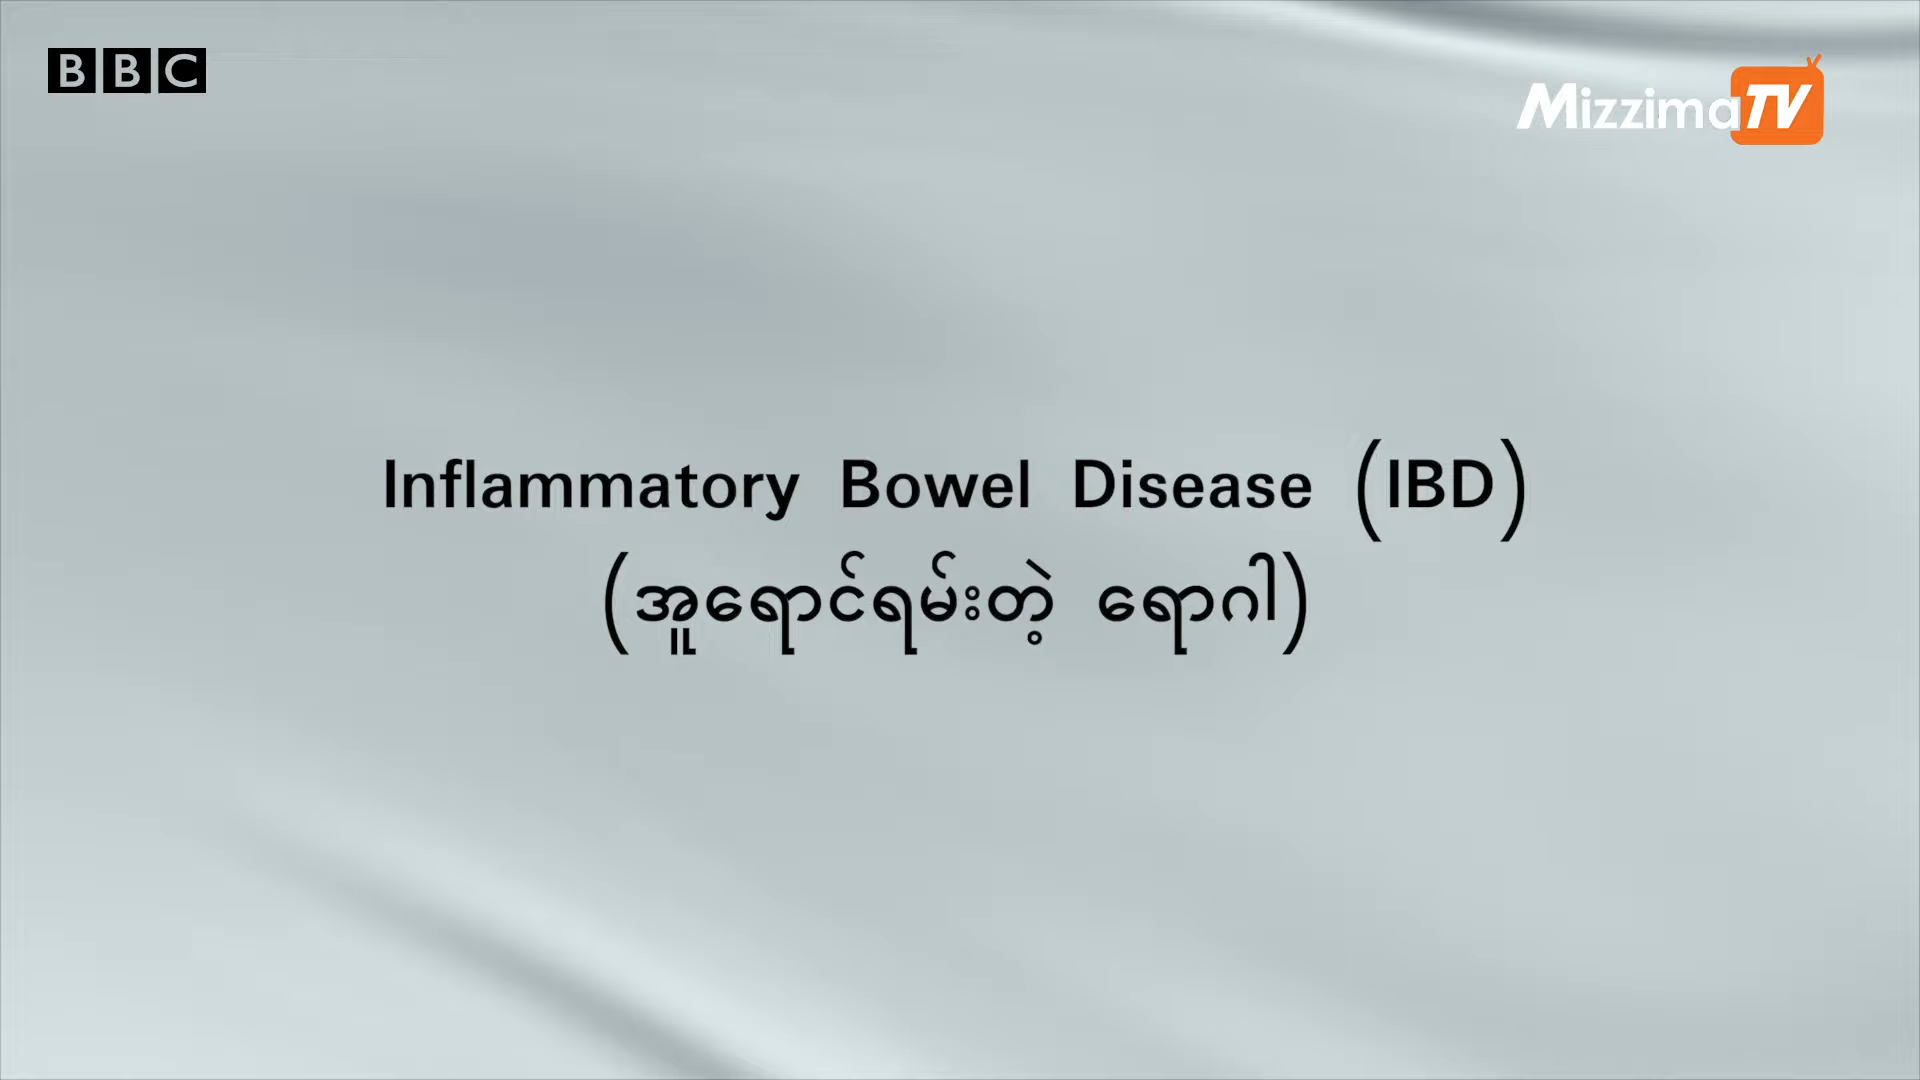 BBC
MizzimaTV
Inflammatory Bowel Disease (IBD)
(အူရောင်ရမ်းတဲ့ ရောဂါ)